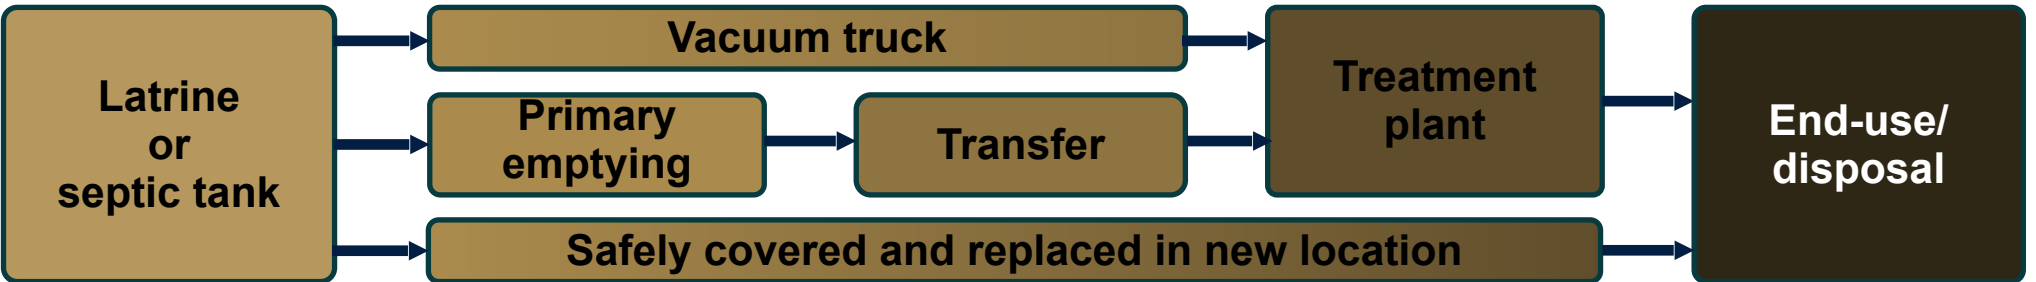 Latrine
or
septic tank
Vacuum truck
Primary
emptying
Transfer
Safely covered and replaced in new location
Treatment
plant
End-use/
disposal